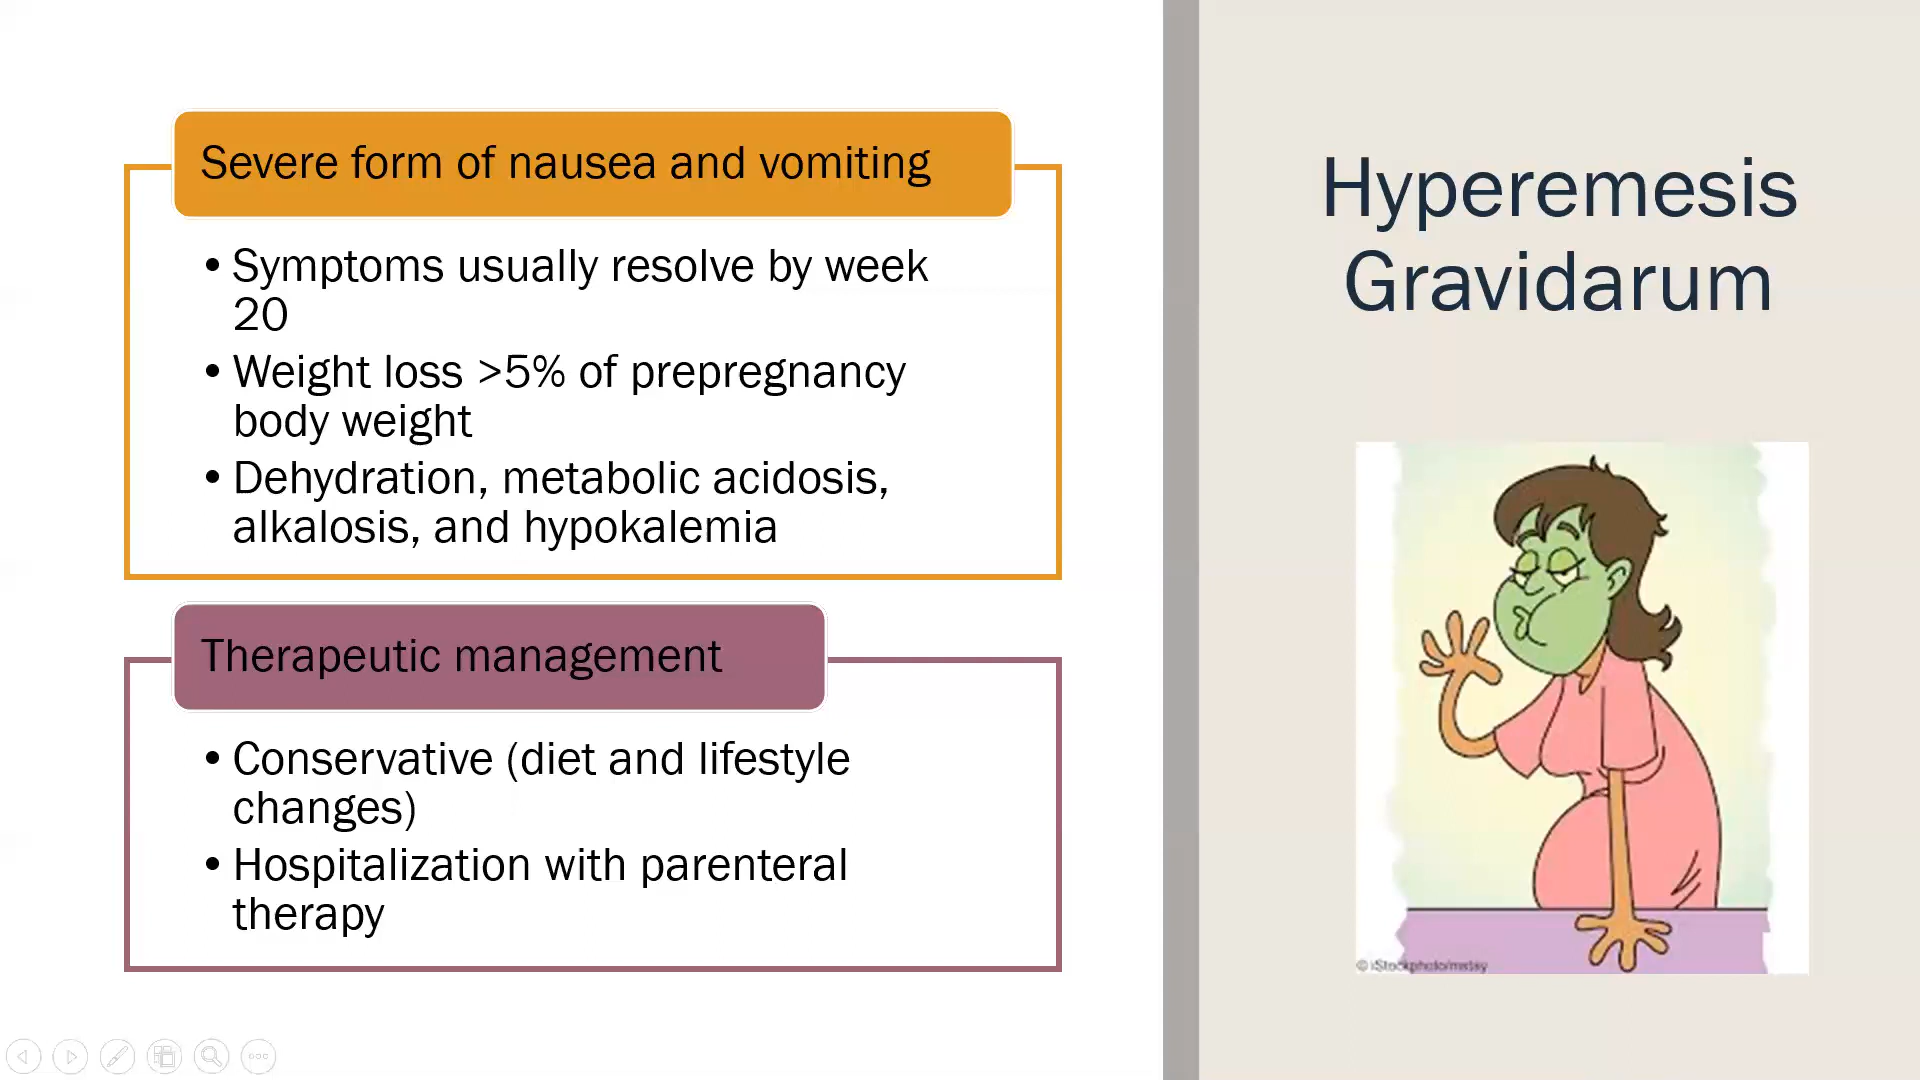 Severe form of nausea and vomiting
• Symptoms usually resolve by week
20
• Weight loss >5% of prepregnancy
body weight
• Dehydration, metabolic acidosis,
alkalosis, and hypokalemia
Therapeutic management
• Conservative (diet and lifestyle
changes)
• Hospitalization with parenteral
therapy
Hyperemesis
Gravidarum